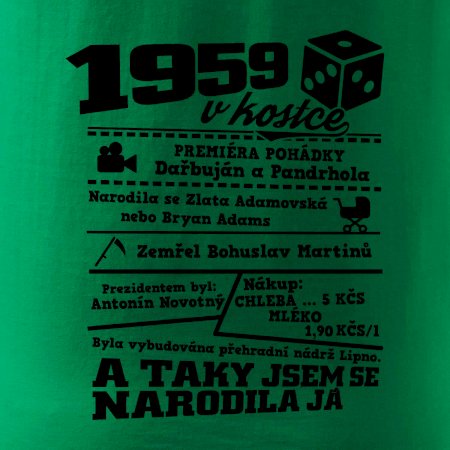 1959
v kostce
PREMIÉRA POHÁDKY
Dařbuján a Pandrhola
Narodila se Zlata Adamovská
nebo Bryan Adams
Zemřel Bohuslav Martinů
Prezidentem byl:
Antonín Novotný
Nákup:
CHLEBA ... 5 KČS
MLÉKO
1,90 KČS/l
Byla vybudována přehradní nádrž Lipno.
A TAKY JSEM SE
NARODILA JÁ